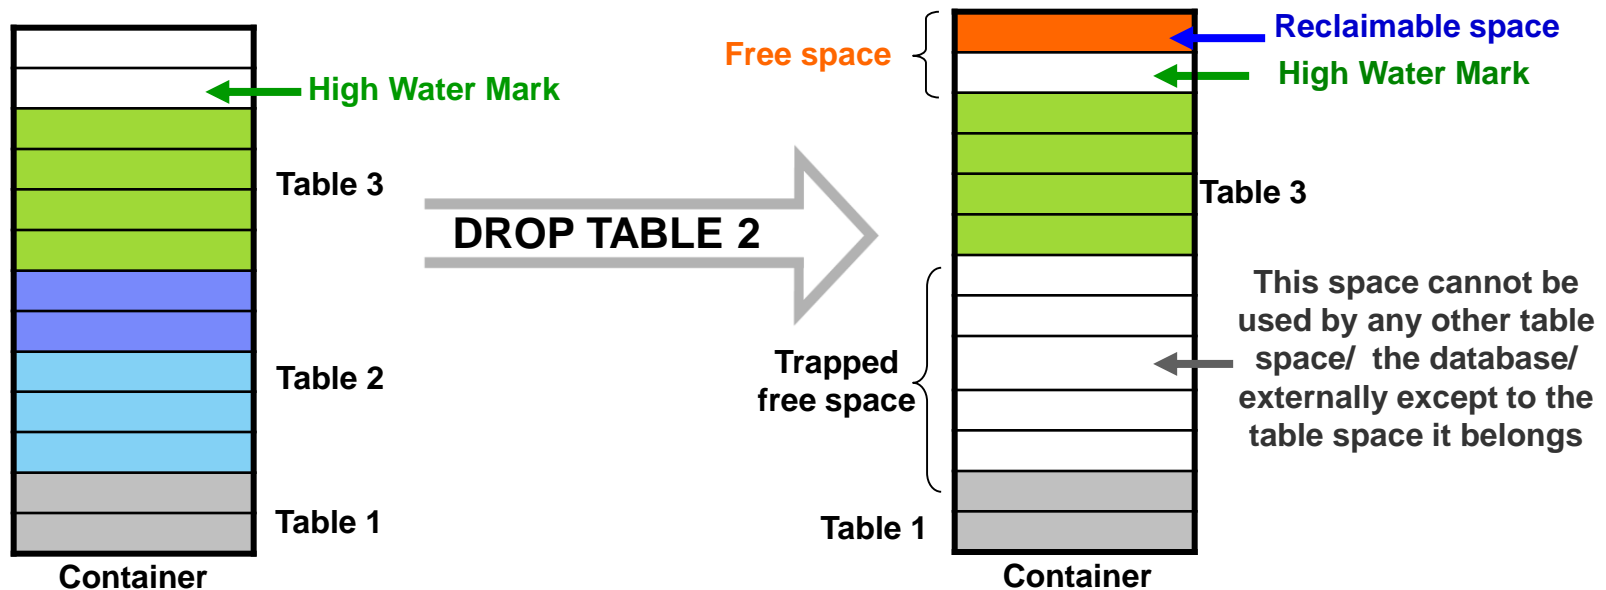 High Water Mark
Table 3
Table 2
Table 1
Container
DROP TABLE 2
Free space
Reclaimable space
High Water Mark
Table 3
Trapped
free space
This space cannot be
used by any other table
space/ the database/
externally except to the
table space it belongs
Table 1
Container